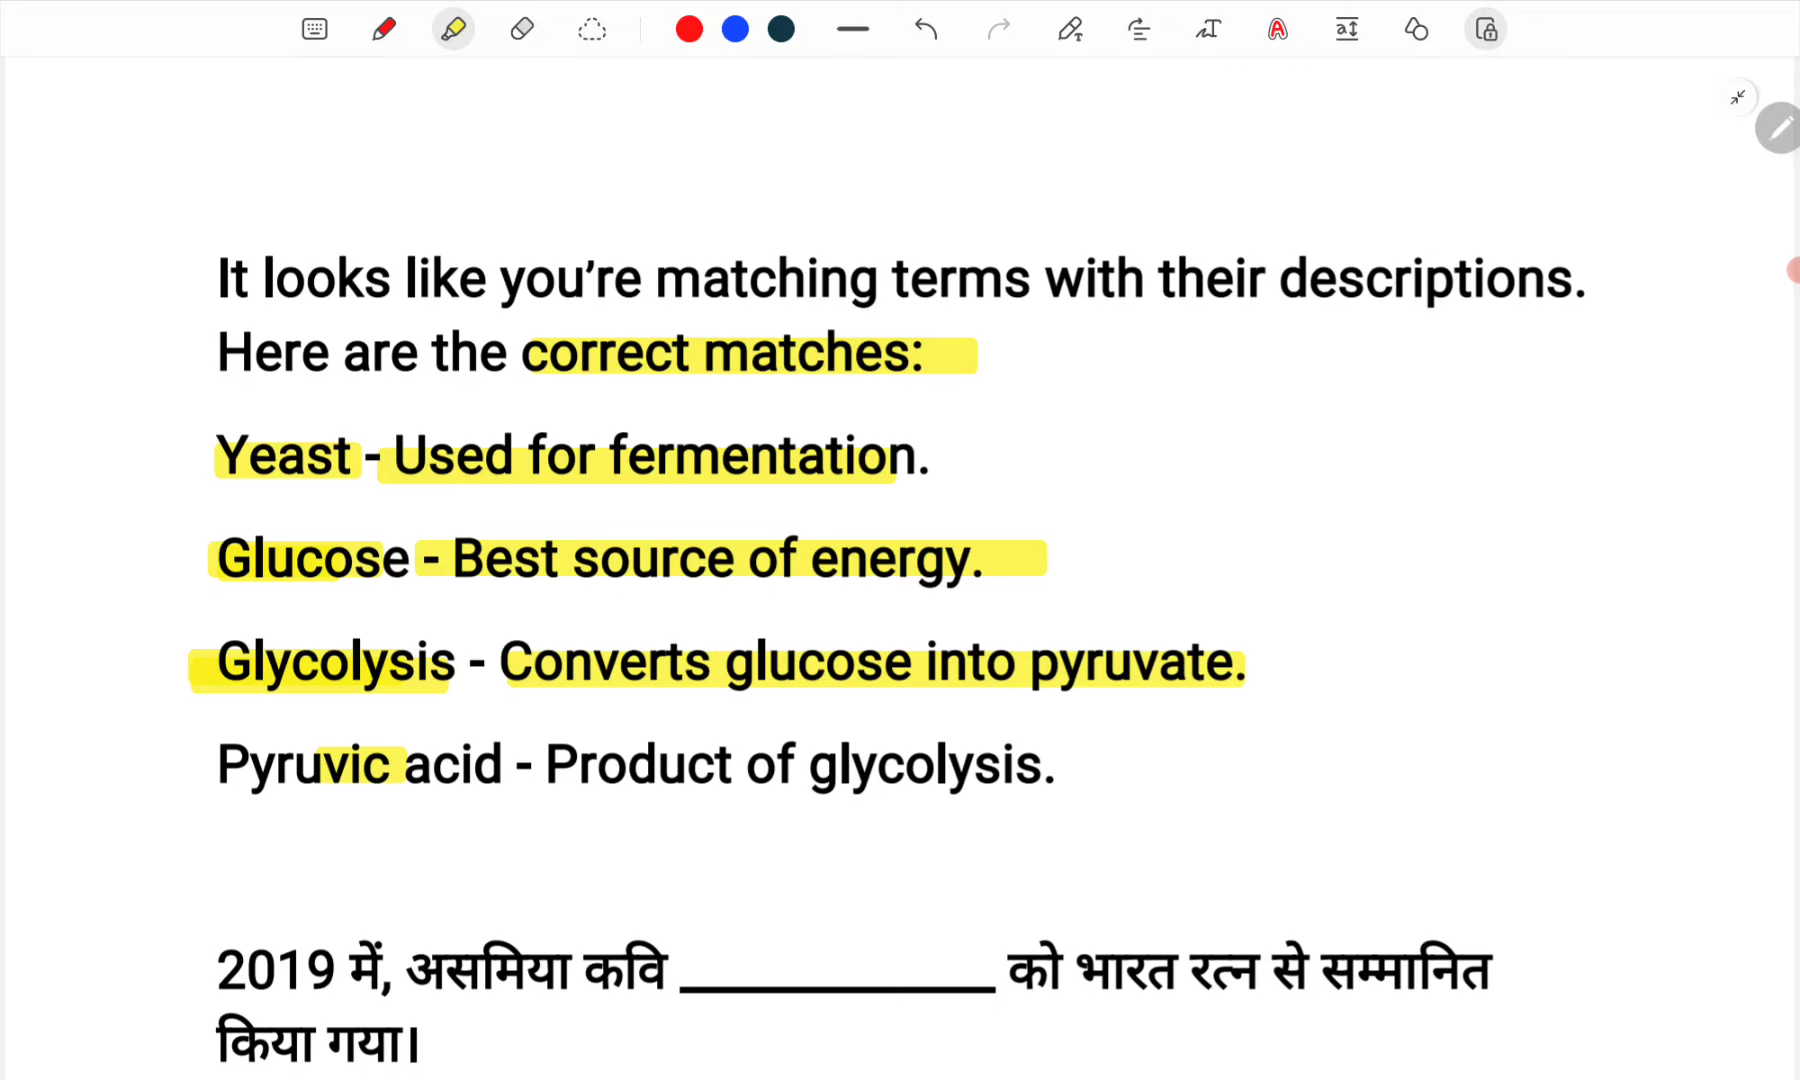 It looks like you’re matching terms with their descriptions.
Here are the correct matches:
Yeast - Used for fermentation.
Glucose - Best source of energy.
Glycolysis - Converts glucose into pyruvate.
Pyruvic acid - Product of glycolysis.
2019 में, असमिया कवि ____________ को भारत रत्न से सम्मानित
किया गया।